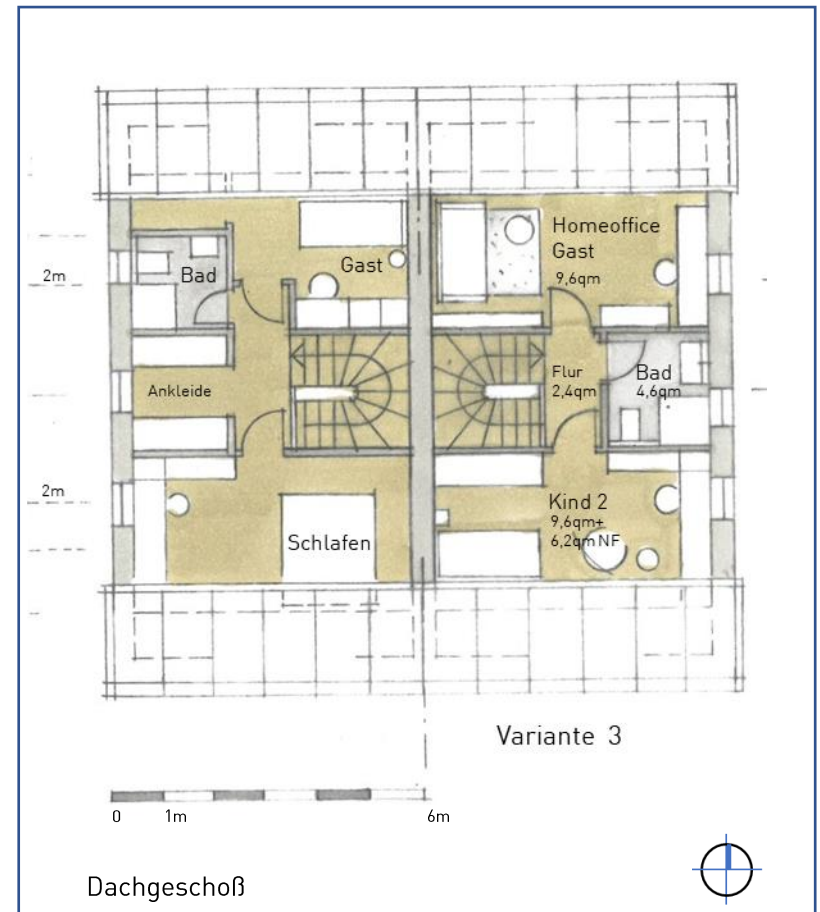 Homeoffice
Gast
9,6qm
Gast
Bad
2m
Flur
2,4qm
Bad
4,6qm
Ankleide
2m
Kind 2
9,6qm+
6,2qm NF
Schlafen
Variante 3
0 1m 6m
Dachgeschoß